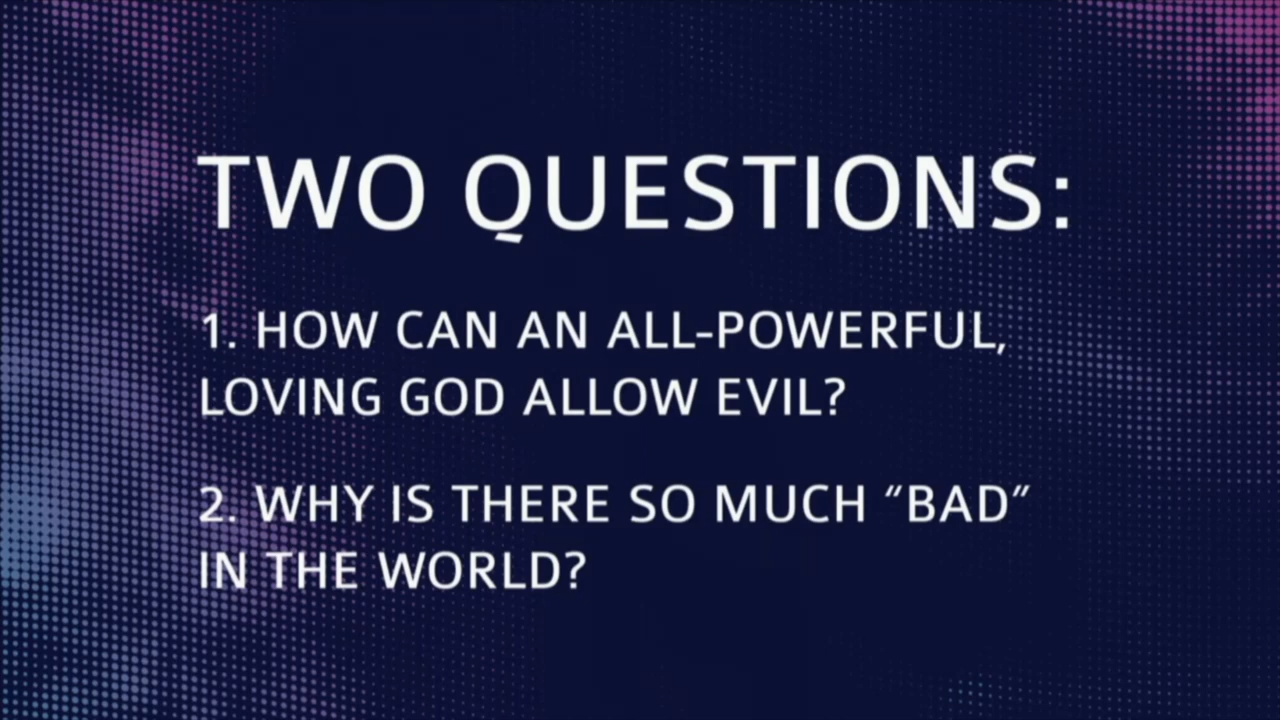 TWO QUESTIONS:
1. HOW CAN AN ALL-POWERFUL,
LOVING GOD ALLOW EVIL?
2. WHY IS THERE SO MUCH “BAD”
IN THE WORLD?